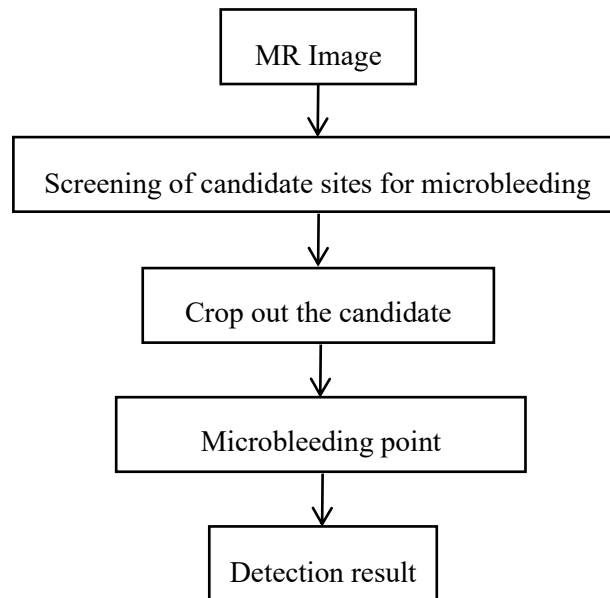 MR Image
Screening of candidate sites for microbleeding
Crop out the candidate
Microbleeding point
Detection result